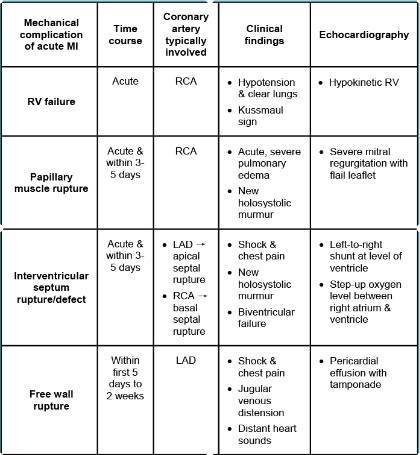 Mechanical
complication
of acute MI
Time
course
Coronary
artery
typically
involved
Clinical
findings
Echocardiography
RV failure
Acute
RCA
• Hypotension
& clear lungs
• Kussmaul
sign
• Hypokinetic RV
Papillary
muscle rupture
Acute &
within 3-
5 days
RCA
• Acute, severe
pulmonary
edema
• New
holosystolic
murmur
• Severe mitral
regurgitation with
flail leaflet
Interventricular
septum
rupture/defect
Acute &
within 3-
5 days
• LAD →
apical
septal
rupture
• RCA →
basal
septal
rupture
• Shock &
chest pain
• New
holosystolic
murmur
• Biventricular
failure
• Left-to-right
shunt at level of
ventricle
• Step-up oxygen
level between
right atrium &
ventricle
Free wall
rupture
Within
first 5
days to
2 weeks
LAD
• Shock &
chest pain
• Jugular
venous
distension
• Distant heart
sounds
• Pericardial
effusion with
tamponade